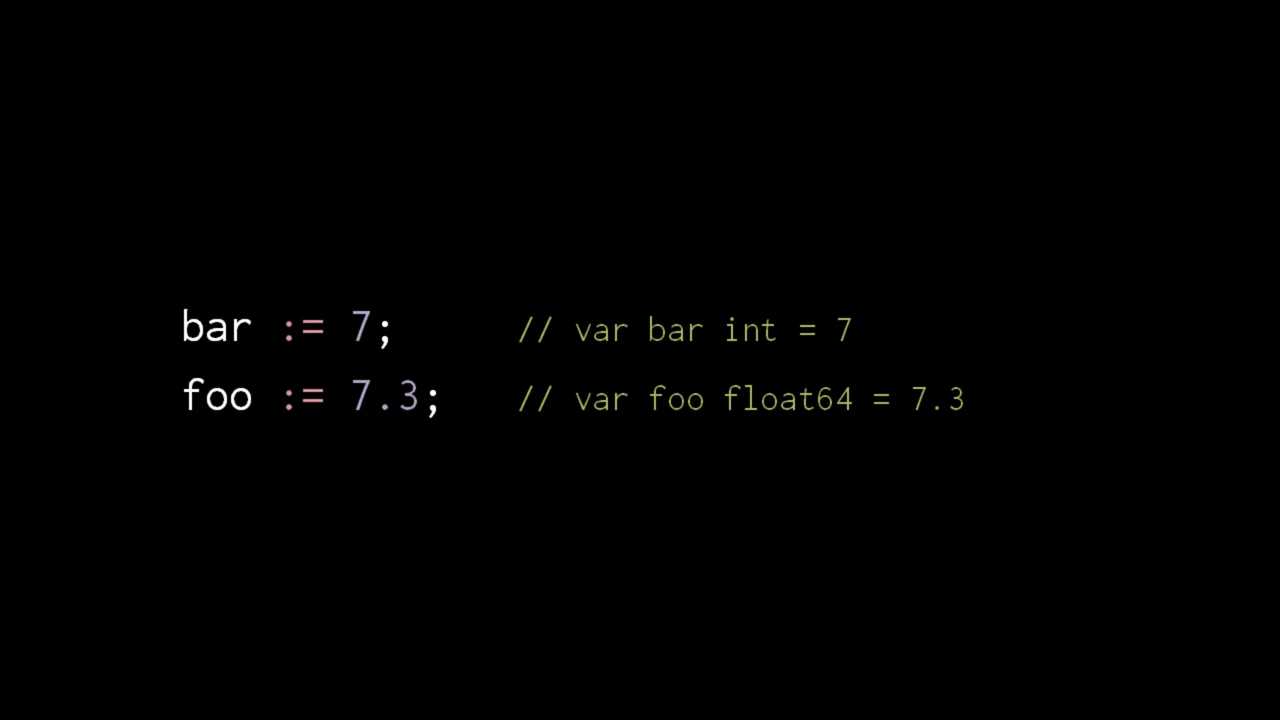 bar := 7; // var bar int = 7
foo := 7.3; // var foo float64 = 7.3